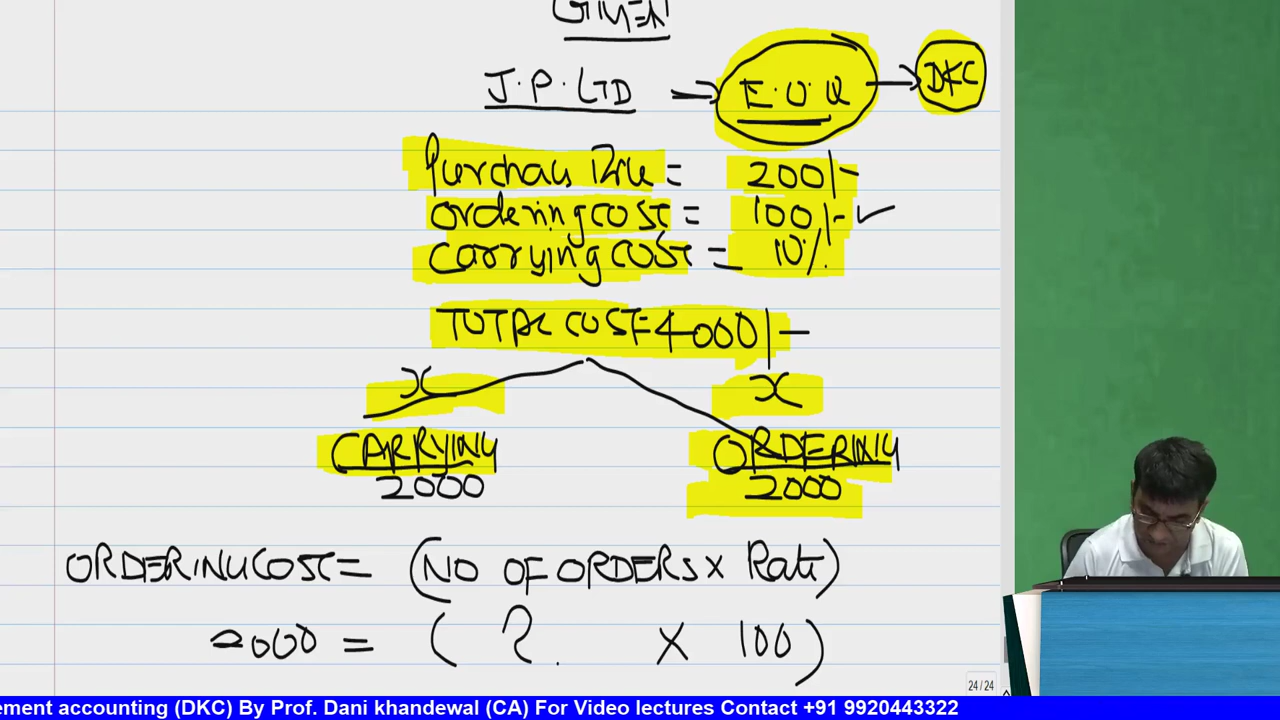 GIVEN
J.P. LTD → E.O.Q → DKC
Purchas Price = 200/-
Ordering cost = 100/- ✓
Carrying cost = 10%
TOTAL COST = 4000/-
x x
CARRYING ORDERING
2000 2000
ORDERING COST = (NO OF ORDERS x Rate)
2000 = ( ? X 100 )
24/24
ement accounting (DKC) By Prof. Dani khandewal (CA) For Video lectures Contact +91 9920443322